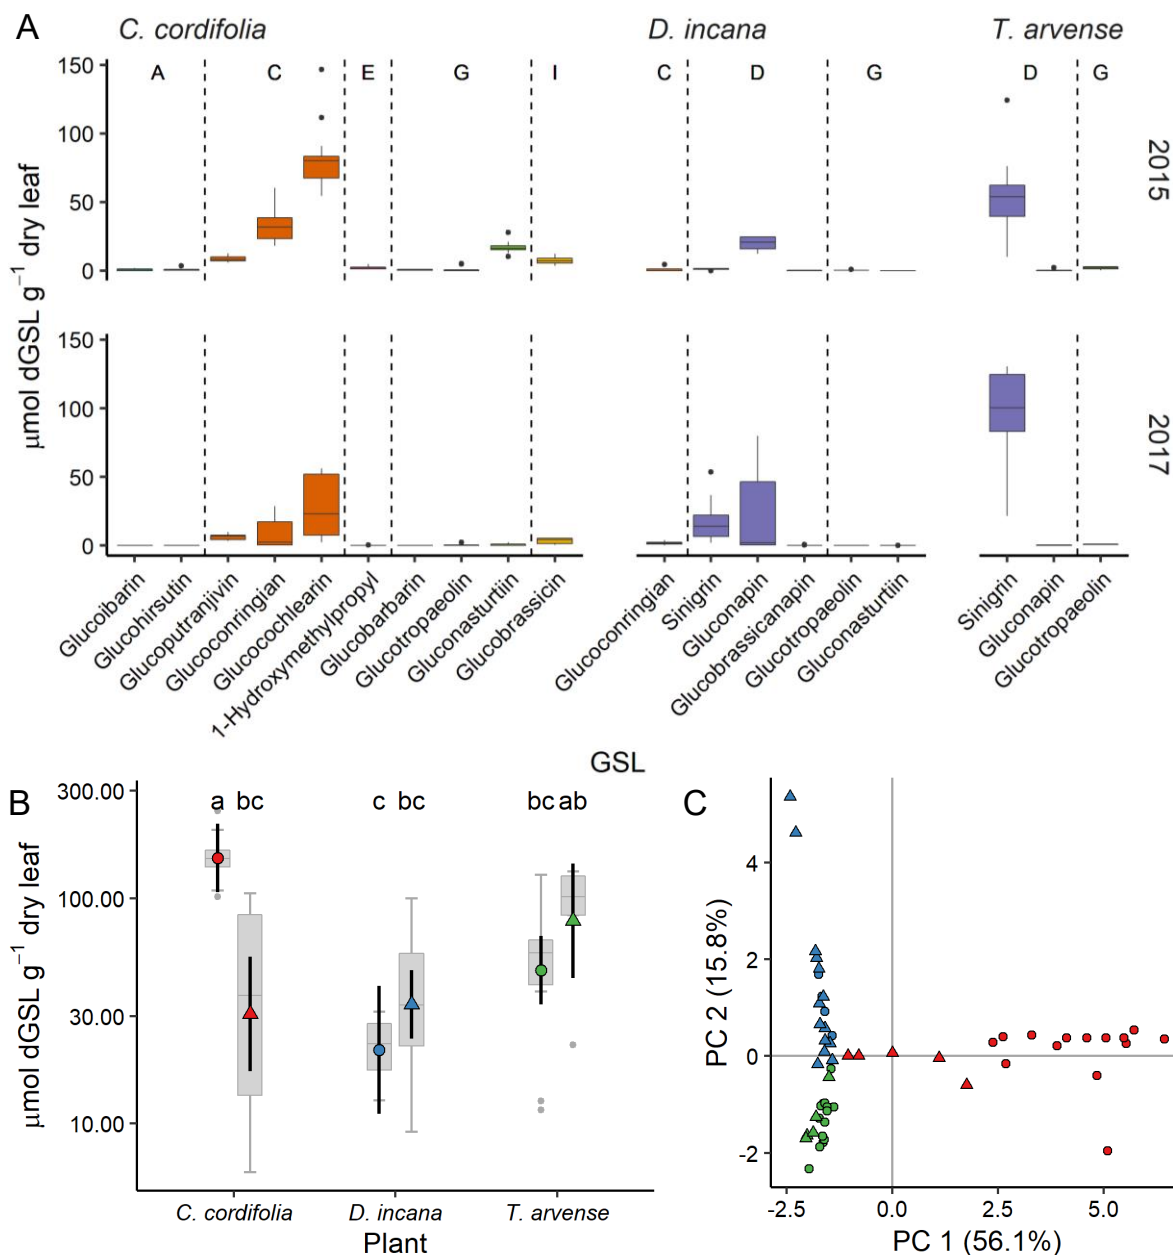 A
C. cordifolia
D. incana
T. arvense
A C E G I
C D G
D G
2015
150
100
50
0
2017
150
100
50
0
μmol dGSL g⁻¹ dry leaf
Glucoibarin
Glucohirsutin
Glucoputranjivin
Glucoconringian
Glucocochlearin
1-Hydroxymethylpropyl
Glucobarbarin
Glucotropaeolin
Gluconasturtiin
Glucobrassicin
Glucoconringian
Sinigrin
Gluconapin
Glucobrassicanapin
Glucotropaeolin
Gluconasturtiin
Sinigrin
Gluconapin
Glucotropaeolin
GSL
B
a bc c bc bc ab
300.00
100.00
30.00
10.00
μmol dGSL g⁻¹ dry leaf
C. cordifolia
D. incana
T. arvense
Plant
C
4
2
0
-2
PC 2 (15.8%)
-2.5 0.0 2.5 5.0
PC 1 (56.1%)